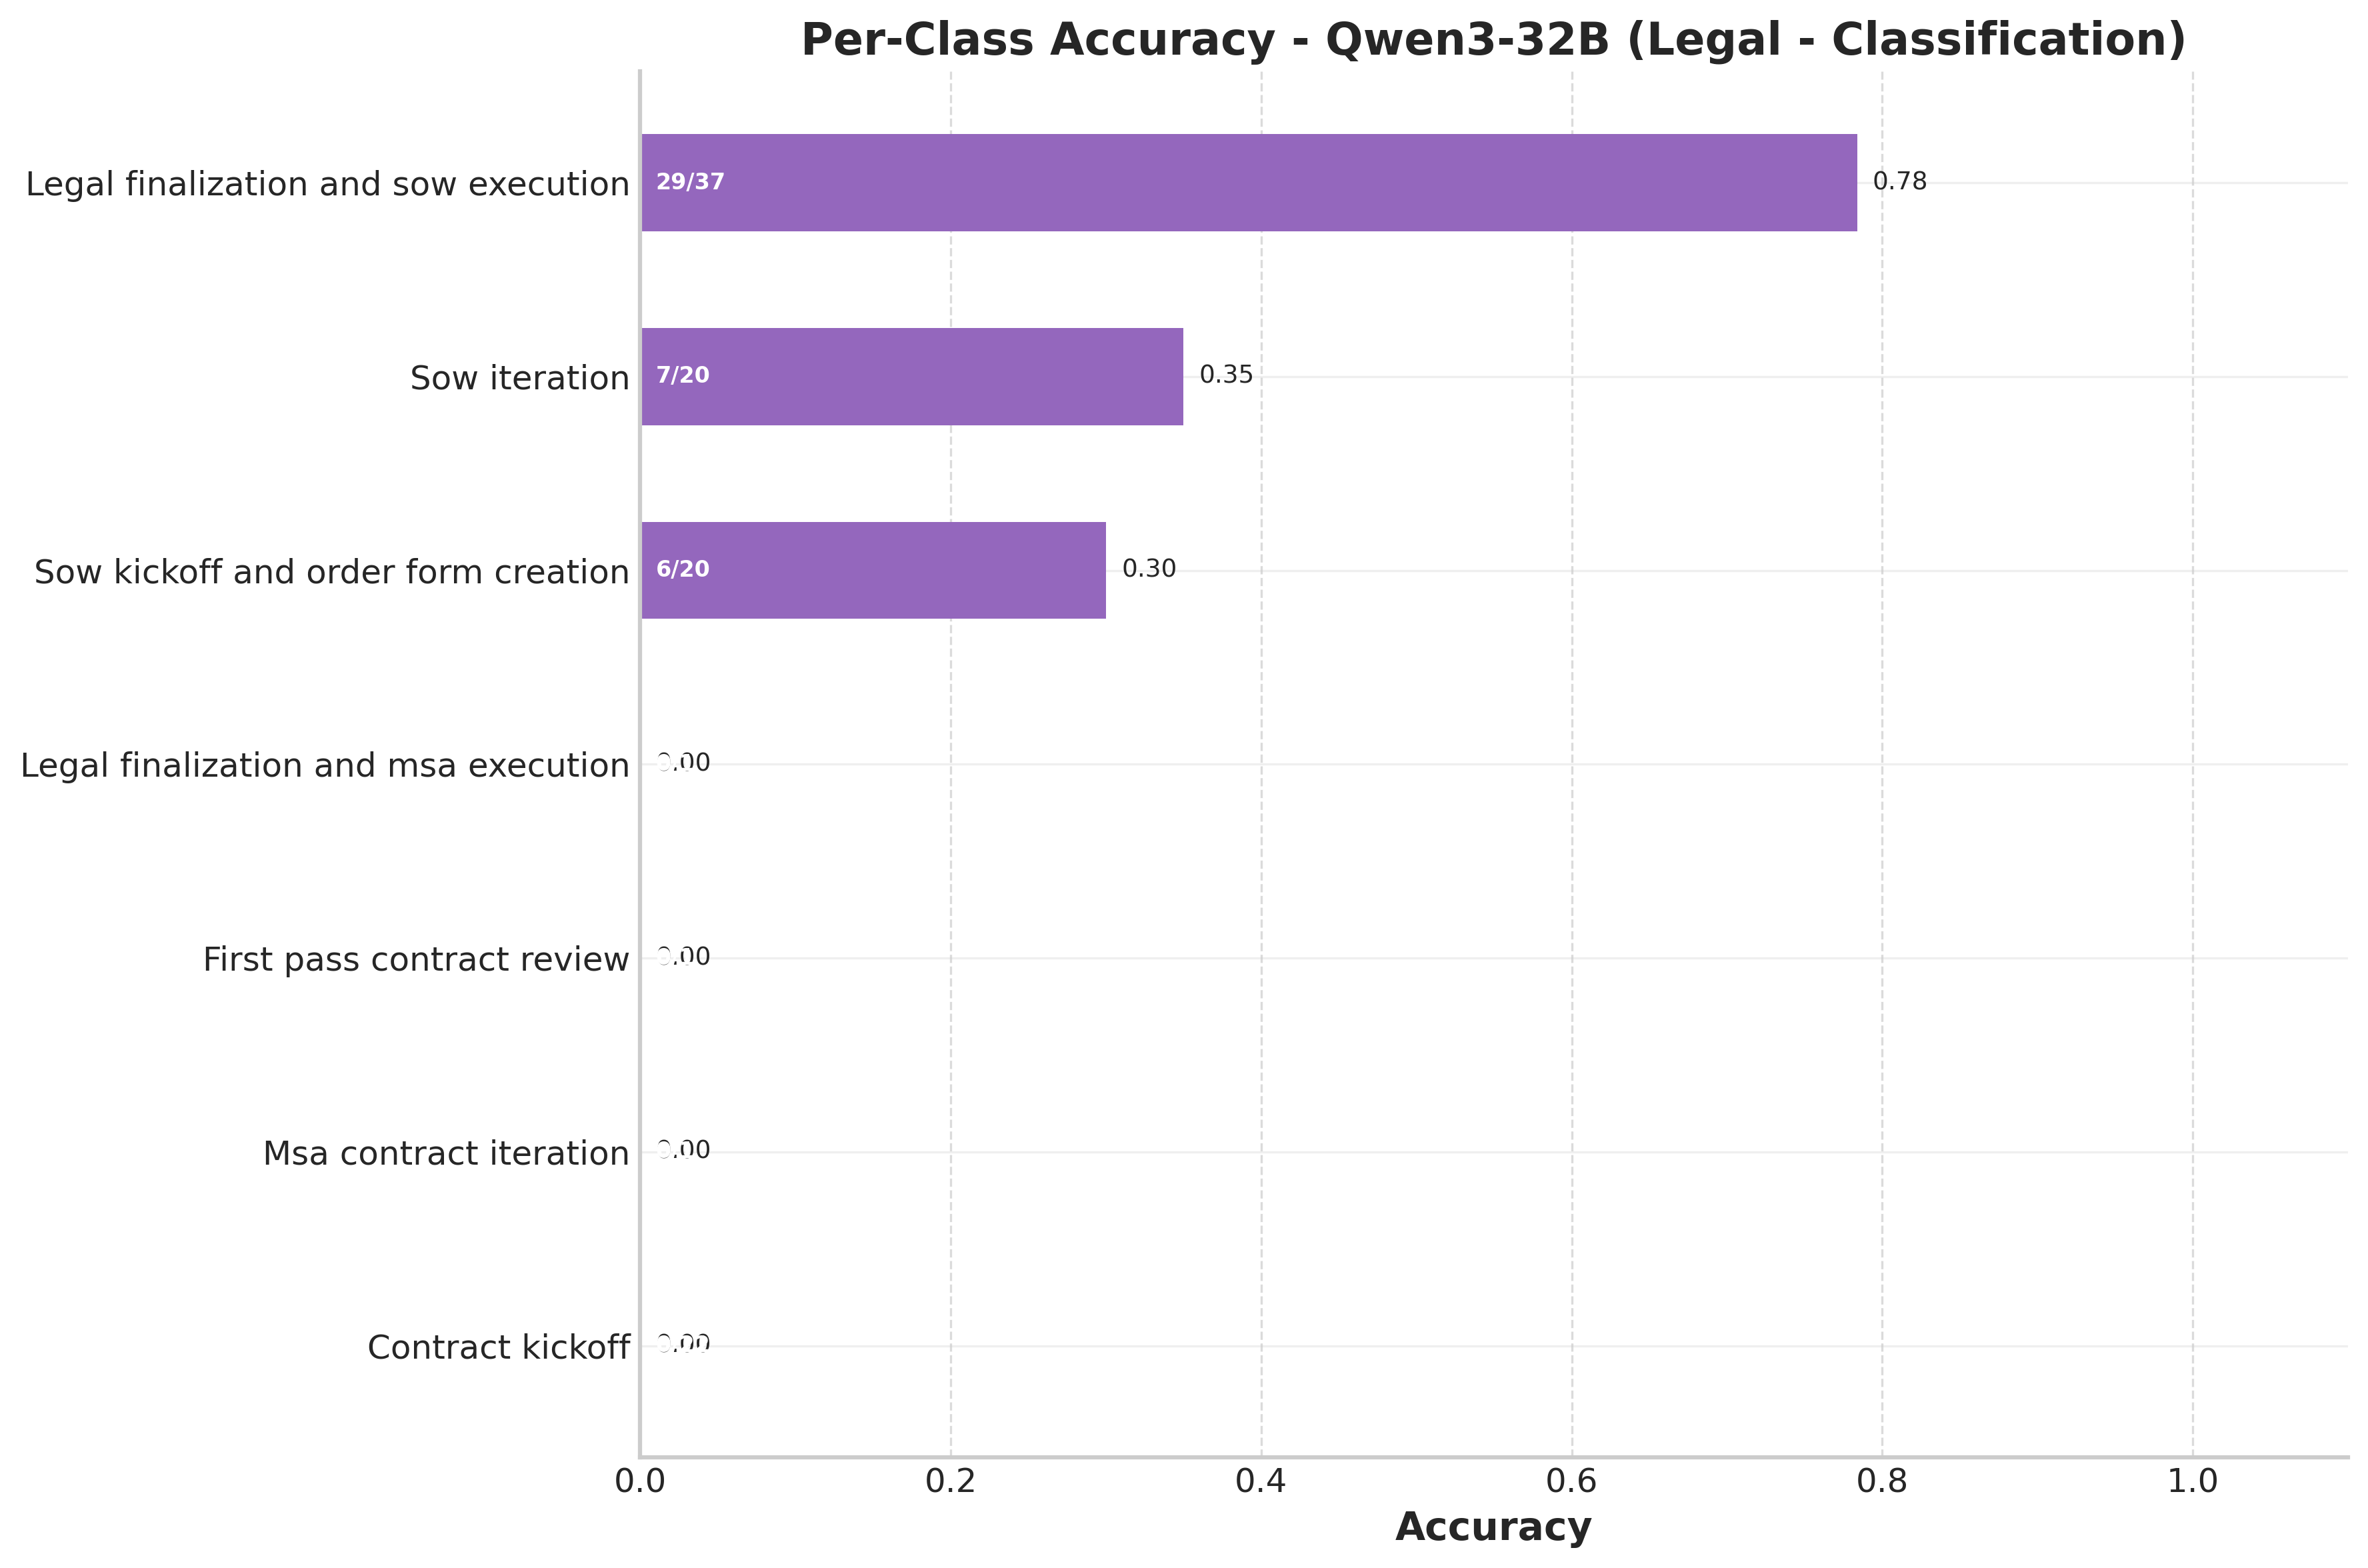 Per-Class Accuracy - Qwen3-32B (Legal - Classification)
Legal finalization and sow execution 29/37 0.78
Sow iteration 7/20 0.35
Sow kickoff and order form creation 6/20 0.30
Legal finalization and msa execution 0.00
First pass contract review 0.00
Msa contract iteration 0.00
Contract kickoff 0.00
0.0 0.2 0.4 0.6 0.8 1.0
Accuracy